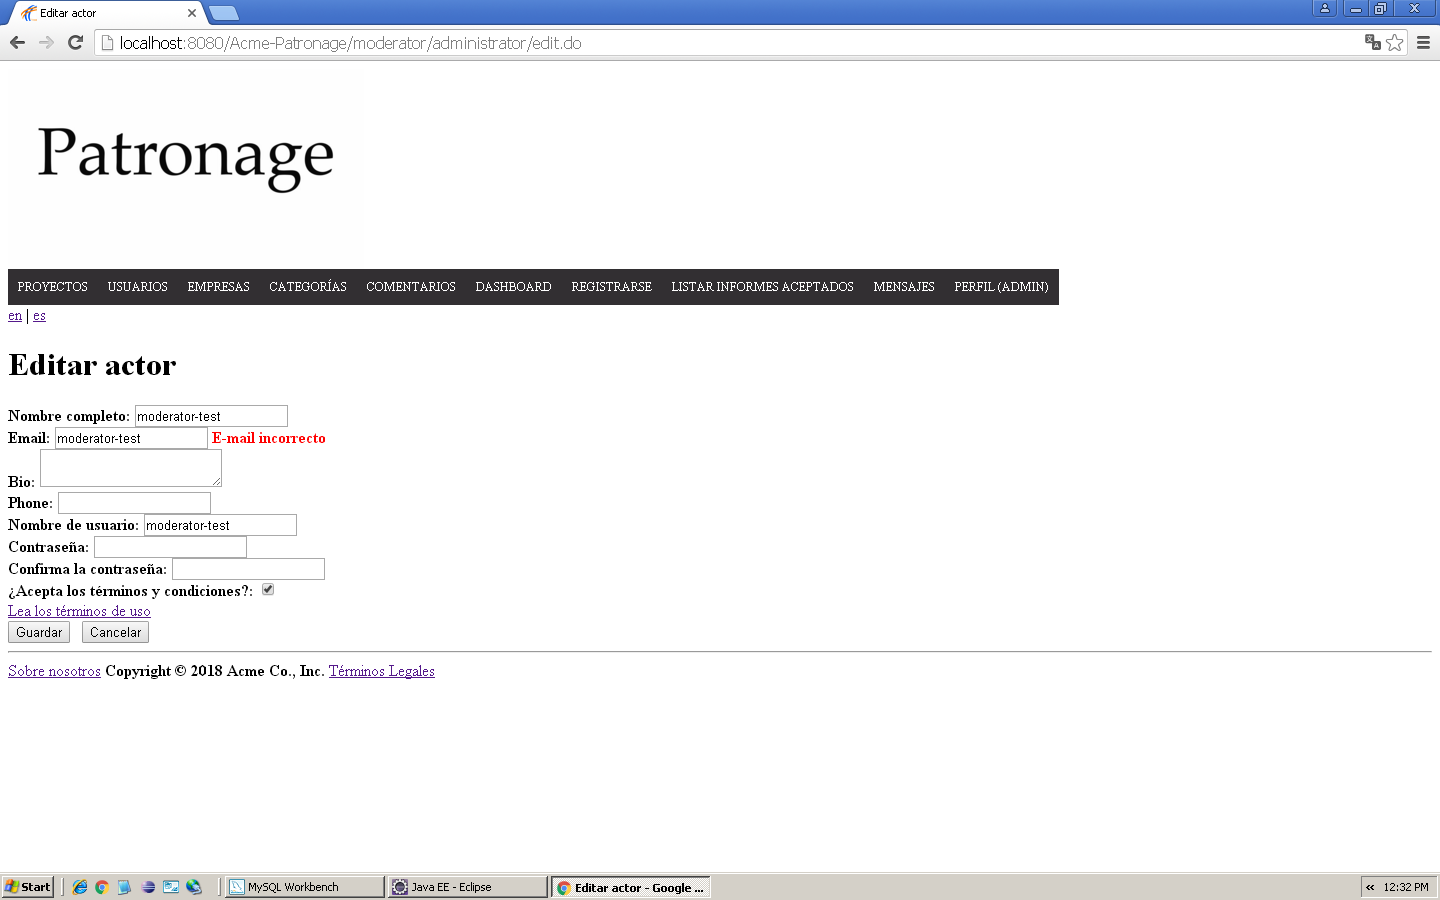 Editar actor
localhost:8080/Acme-Patronage/moderator/administrator/edit.do
Patronage
PROYECTOS USUARIOS EMPRESAS CATEGORÍAS COMENTARIOS DASHBOARD REGISTRARSE LISTAR INFORMES ACEPTADOS MENSAJES PERFIL (ADMIN)
en | es
Editar actor
Nombre completo: moderator-test
Email: moderator-test E-mail incorrecto
Bio:
Phone:
Nombre de usuario: moderator-test
Contraseña:
Confirma la contraseña:
¿Acepta los términos y condiciones?:
Lea los términos de uso
Guardar Cancelar
Sobre nosotros Copyright © 2018 Acme Co., Inc. Términos Legales
Start MySQL Workbench Java EE - Eclipse Editar actor - Google ... « 12:32 PM